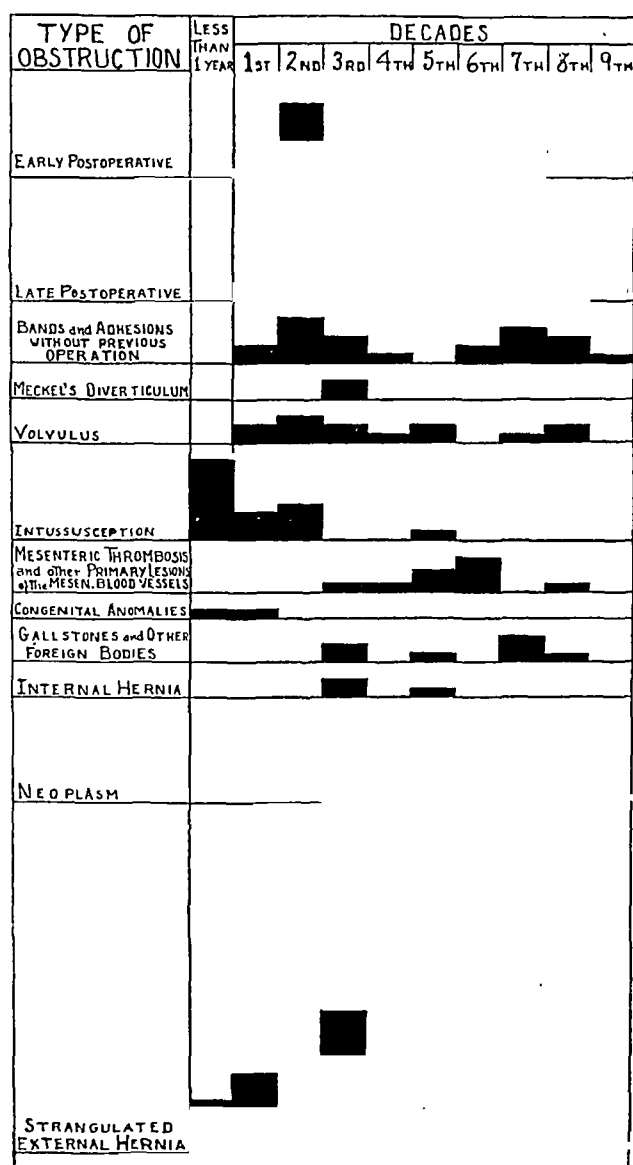 TYPE OF
OBSTRUCTION
LESS
THAN
1 YEAR
DECADES
1ST 2ND 3RD 4TH 5TH 6TH 7TH 8TH 9TH
EARLY POSTOPERATIVE
LATE POSTOPERATIVE
BANDS and ADHESIONS
WITHOUT PREVIOUS
OPERATION
MECKEL'S DIVERTICULUM
VOLVULUS
INTUSSUSCEPTION
MESENTERIC THROMBOSIS
and other PRIMARY LESIONS
of the MESEN. BLOOD VESSELS
CONGENITAL ANOMALIES
GALLSTONES and OTHER
FOREIGN BODIES
INTERNAL HERNIA
NEOPLASM
STRANGULATED
EXTERNAL HERNIA